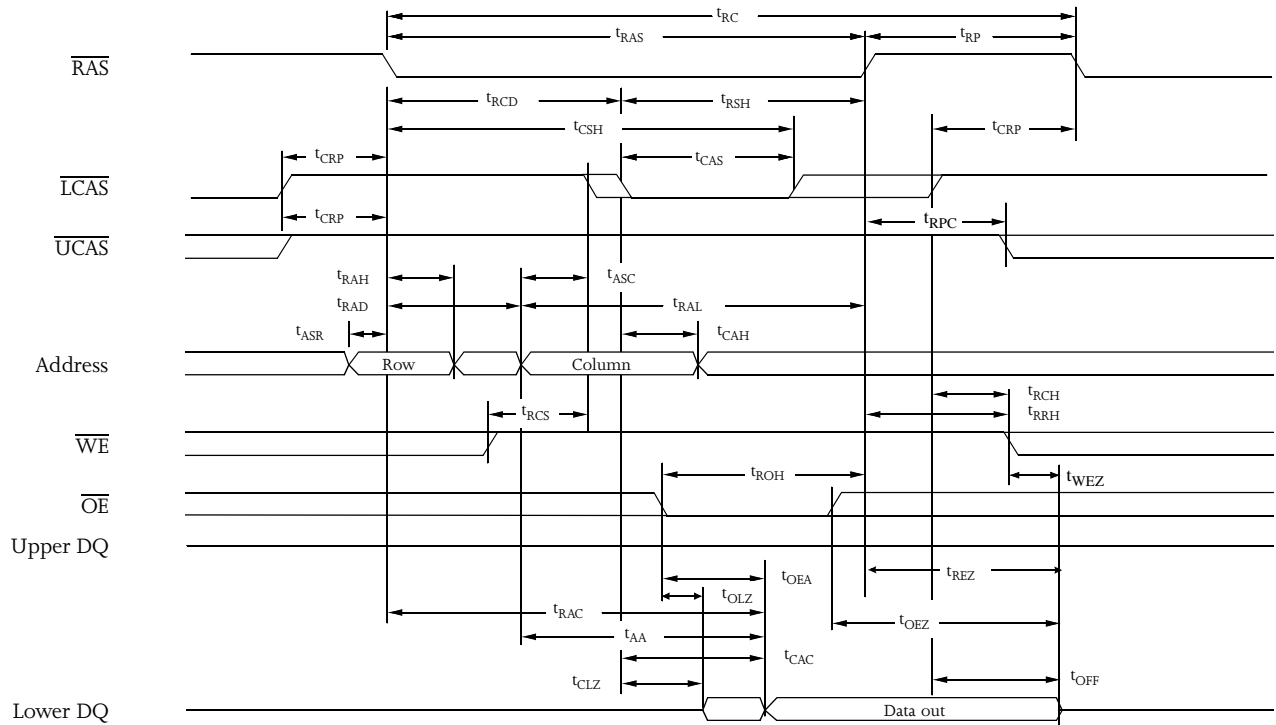 tRC
tRAS
tRP
RAS
tRCD
tRSH
tCSH
tCRP
tCRP
tCAS
LCAS
tCRP
tRPC
UCAS
tRAH
tASC
tRAD
tRAL
tASR
tCAH
Address
Row
Column
tRCH
tRCS
tRRH
WE
tROH
tWEZ
OE
Upper DQ
tREZ
tOEA
tOLZ
tRAC
tOEZ
tAA
tCAC
tCLZ
tOFF
Lower DQ
Data out